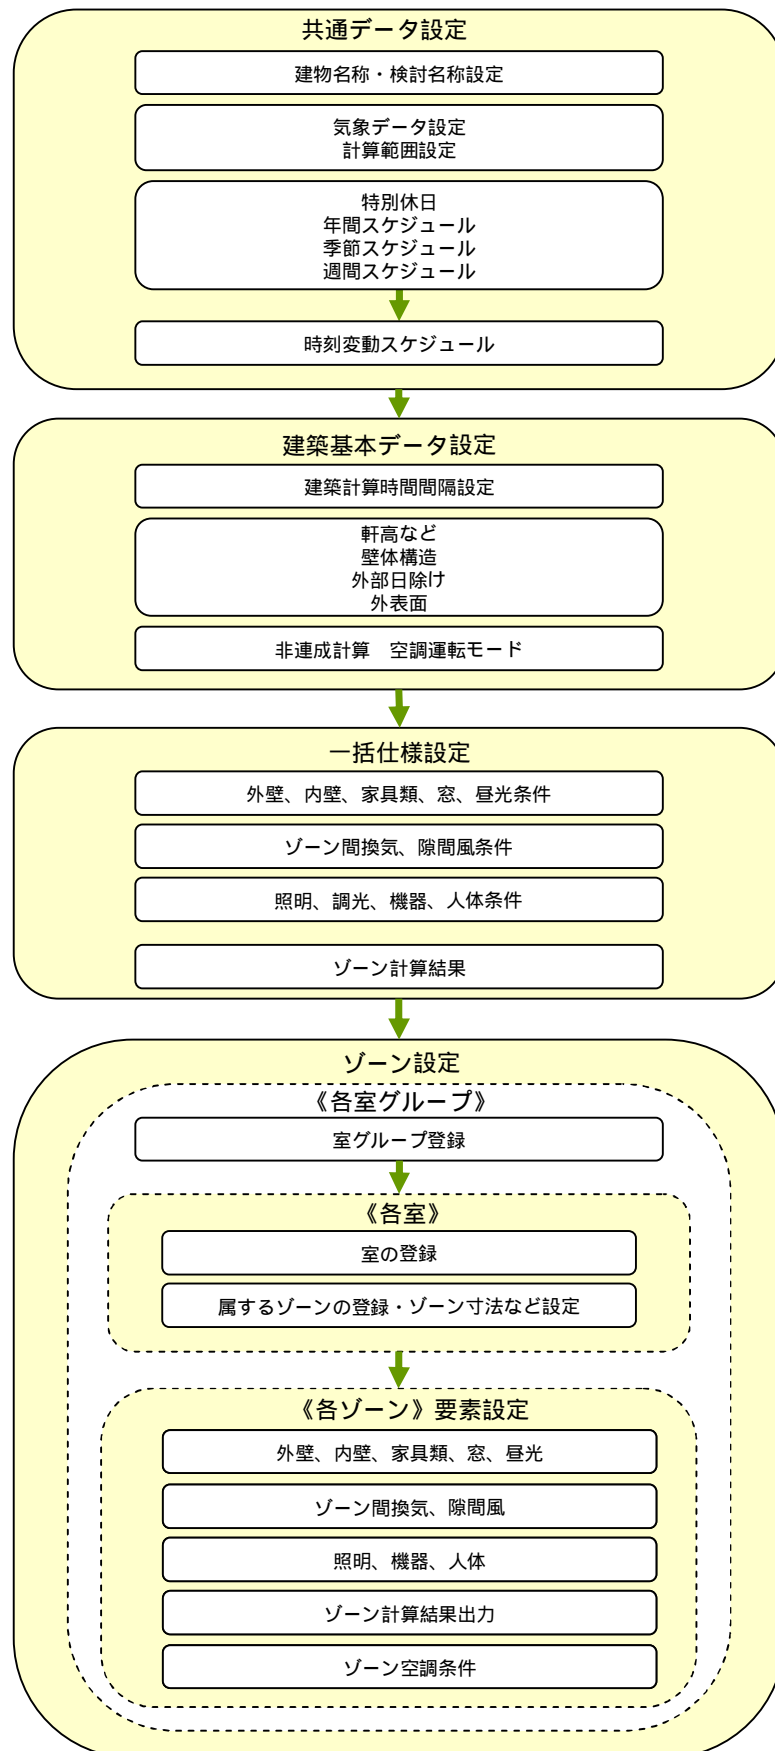 共通データ設定
建物名称・検討名称設定
気象データ設定
計算範囲設定
特別休日
年間スケジュール
季節スケジュール
週間スケジュール
時刻変動スケジュール
建築基本データ設定
建築計算時間間隔設定
軒高など
壁体構造
外部日除け
外表面
非連成計算　空調運転モード
一括仕様設定
外壁、内壁、家具類、窓、昼光条件
ゾーン間換気、隙間風条件
照明、調光、機器、人体条件
ゾーン計算結果
ゾーン設定
《各室グループ》
室グループ登録
《各室》
室の登録
属するゾーンの登録・ゾーン寸法など設定
《各ゾーン》要素設定
外壁、内壁、家具類、窓、昼光
ゾーン間換気、隙間風
照明、機器、人体
ゾーン計算結果出力
ゾーン空調条件